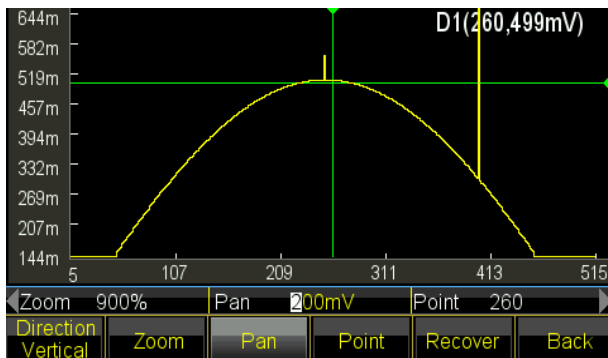 644m
D1(260,499mV)
582m
519m
457m
394m
332m
269m
207m
144m
5 107 209 311 413 515
Zoom 900% Pan 200mV Point 260
Direction Vertical Zoom Pan Point Recover Back